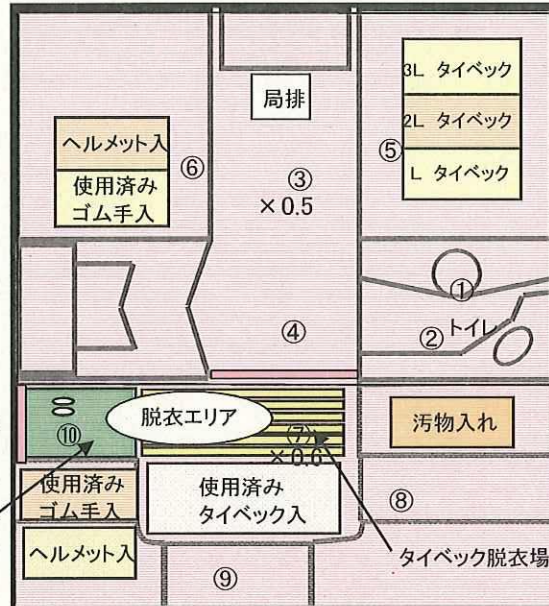 局排
3L タイベック
2L タイベック
L タイベック
ヘルメット入
使用済み
ゴム手入
⑥
③
×0.5
⑤
①
④
②
トイレ
⑩
脱衣エリア
⑦
×0.6
汚物入れ
使用済み
ゴム手入
使用済み
タイベック入
⑧
ヘルメット入
⑨
タイベック脱衣場